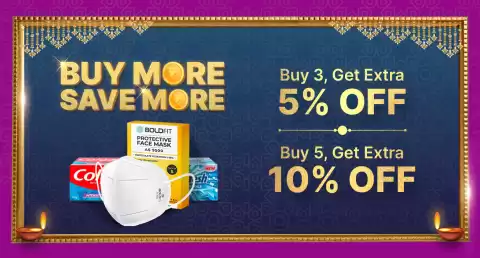 BUY MORE
SAVE MORE
Buy 3, Get Extra
5% OFF
Buy 5, Get Extra
10% OFF
BOLDFIT
PROTECTIVE
FACE MASK
Col